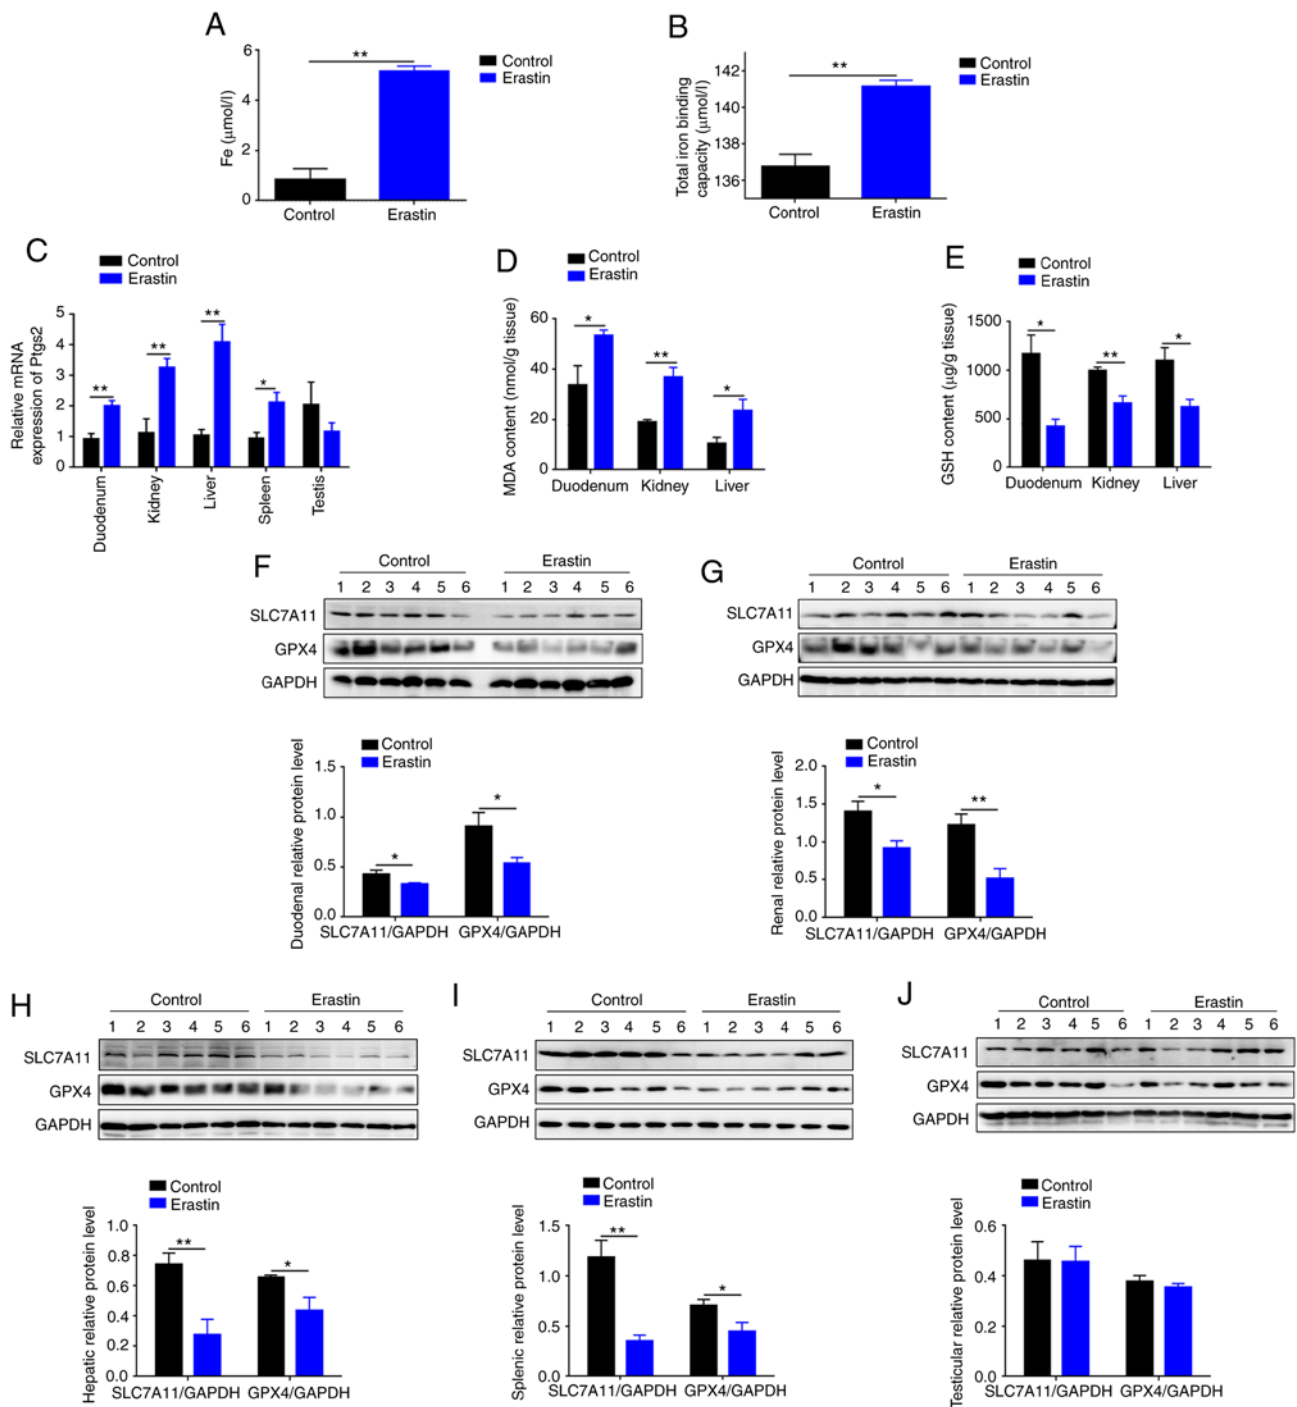 A
6
4
2
0
Fe (μmol/l)
**
Control
Erastin
Control
Erastin
B
142
140
138
136
Total iron binding
capacity (μmol/l)
**
Control
Erastin
Control
Erastin
C
Control
Erastin
Relative mRNA
expression of Ptgs2
5
4
3
2
1
0
**
**
**
*
Duodenum
Kidney
Liver
Spleen
Testis
D
Control
Erastin
MDA content (nmol/g tissue)
60
40
20
0
*
**
*
Duodenum Kidney Liver
E
Control
Erastin
GSH content (μg/g tissue)
1500
1000
500
0
*
**
*
Duodenum Kidney Liver
F
Control Erastin
1 2 3 4 5 6 1 2 3 4 5 6
SLC7A11
GPX4
GAPDH
Control
Erastin
Duodenal relative protein level
1.5
1.0
0.5
0.0
*
*
SLC7A11/GAPDH GPX4/GAPDH
G
Control Erastin
1 2 3 4 5 6 1 2 3 4 5 6
SLC7A11
GPX4
GAPDH
Control
Erastin
Renal relative protein level
2.0
1.5
1.0
0.5
0.0
*
**
SLC7A11/GAPDH GPX4/GAPDH
H
Control Erastin
1 2 3 4 5 6 1 2 3 4 5 6
SLC7A11
GPX4
GAPDH
Control
Erastin
Hepatic relative protein level
1.0
0.8
0.6
0.4
0.2
0.0
**
*
SLC7A11/GAPDH GPX4/GAPDH
I
Control Erastin
1 2 3 4 5 6 1 2 3 4 5 6
SLC7A11
GPX4
GAPDH
Control
Erastin
Splenic relative protein level
1.5
1.0
0.5
0.0
**
*
SLC7A11/GAPDH GPX4/GAPDH
J
Control Erastin
1 2 3 4 5 6 1 2 3 4 5 6
SLC7A11
GPX4
GAPDH
Control
Erastin
Testicular relative protein level
0.6
0.4
0.2
0.0
SLC7A11/GAPDH GPX4/GAPDH